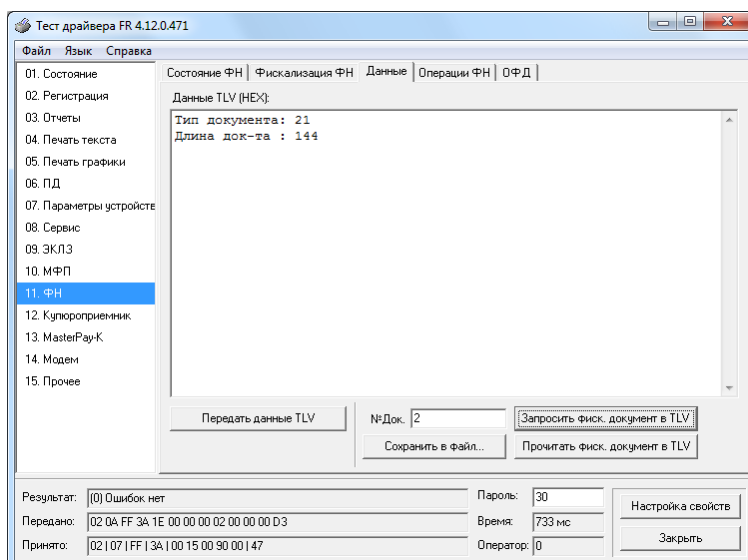 Тест драйвера FR 4.12.0.471
Файл Язык Справка
01. Состояние
02. Регистрация
03. Отчеты
04. Печать текста
05. Печать графики
06. ПД
07. Параметры устройств
08. Сервис
09. ЭКЛЗ
10. МФП
11. ФН
12. Купюроприемник
13. MasterPay-K
14. Модем
15. Прочее
Состояние ФН Фискализация ФН Данные Операции ФН ОФД
Данные TLV (HEX):
Тип документа: 21
Длина док-та : 144
Передать данные TLV
№Док. 2
Запросить фиск. документ в TLV
Сохранить в файл...
Прочитать фиск. документ в TLV
Результат: (0) Ошибок нет
Передано: 02 0A FF 3A 1E 00 00 00 02 00 00 00 D3
Принято: 02 | 07 | FF | 3A | 00 15 00 90 00 | 47
Пароль: 30
Время: 733 мс
Оператор: 0
Настройка свойств
Закрыть